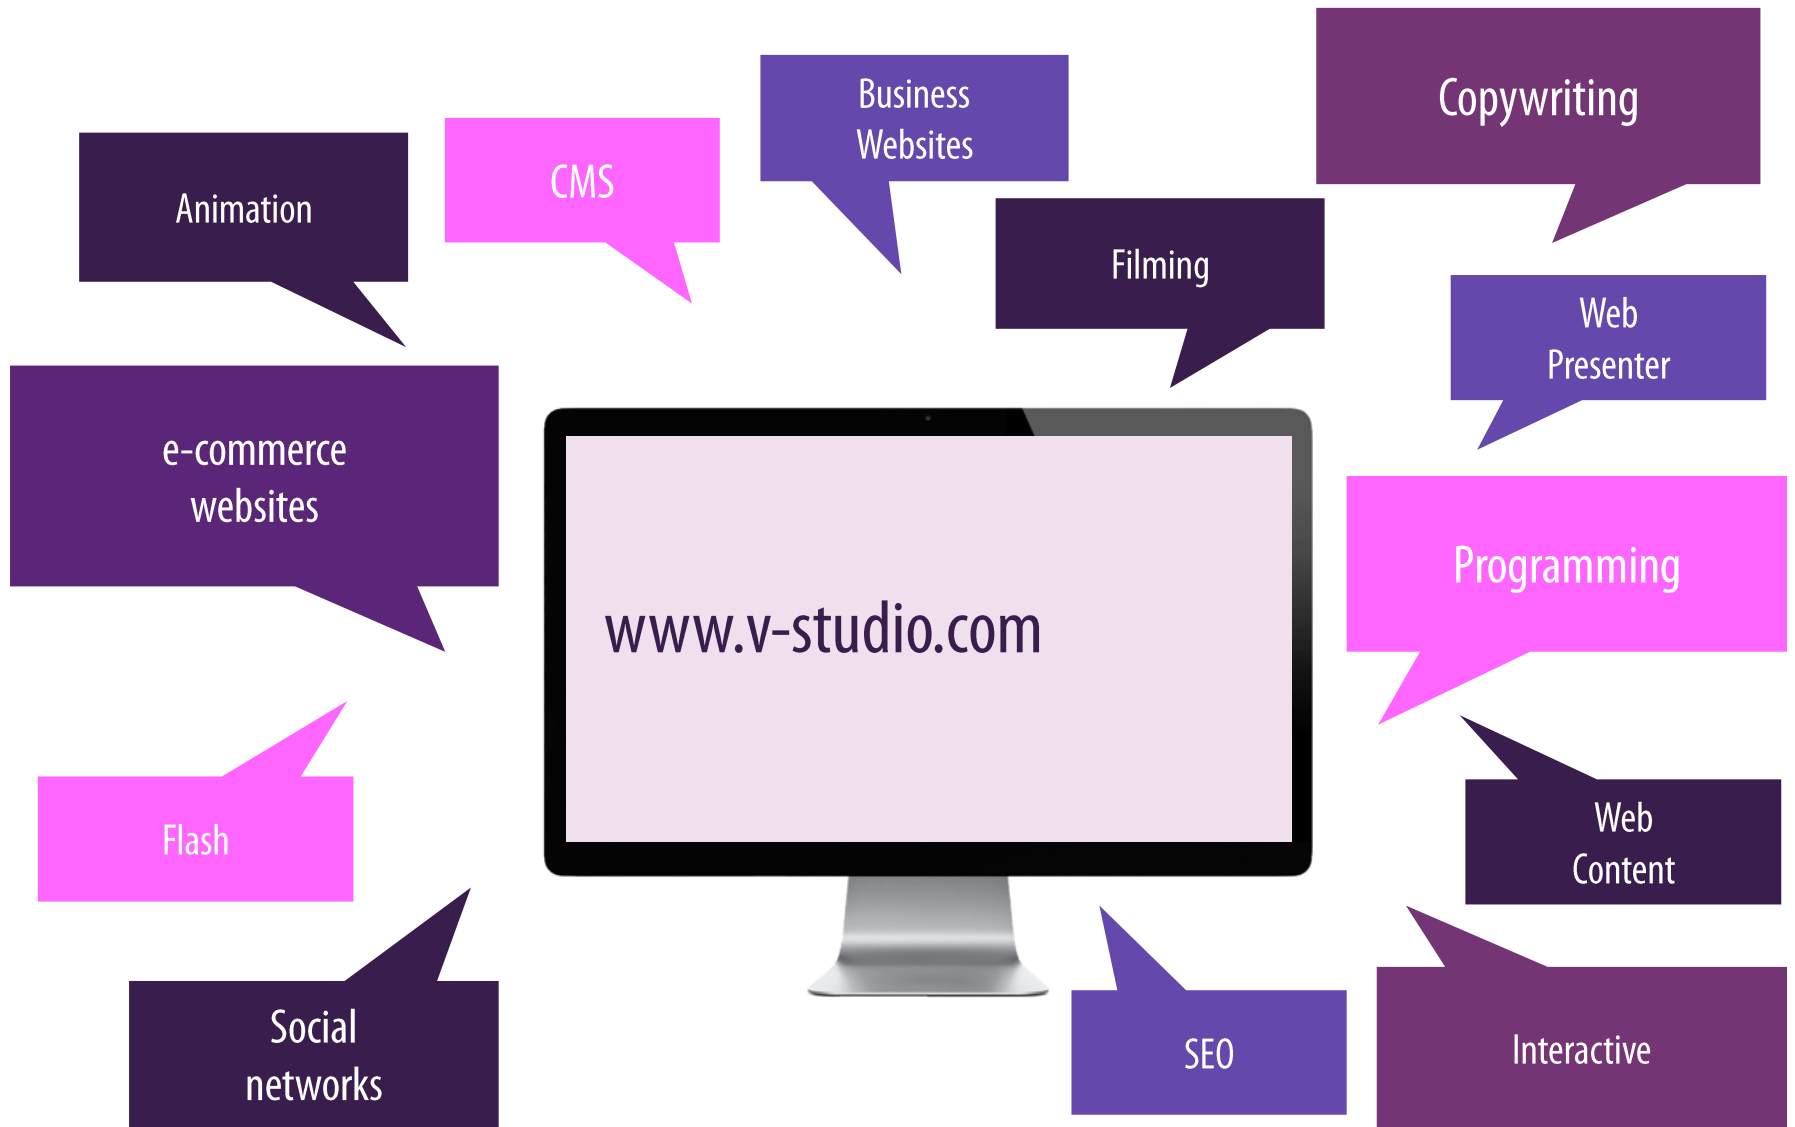 Copywriting
Business
Websites
CMS
Animation
Filming
Web
Presenter
e-commerce
websites
Programming
www.v-studio.com
Flash
Web
Content
Social
networks
SEO
Interactive